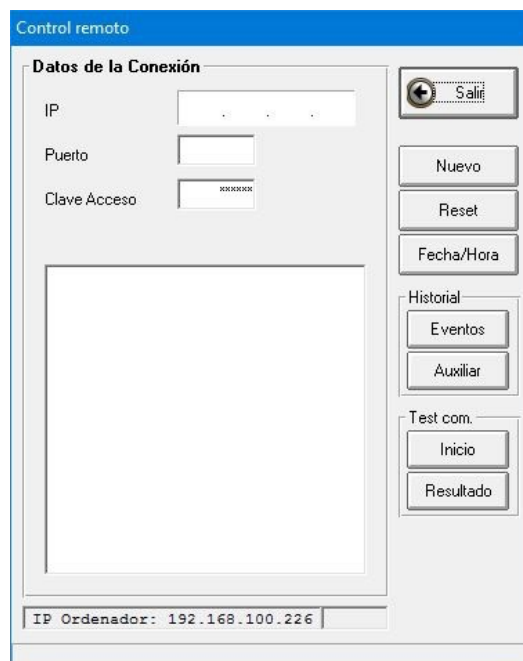 Control remoto
Datos de la Conexión
IP
. . .
Puerto
Clave Acceso
xxxxxx
Salir
Nuevo
Reset
Fecha/Hora
Historial
Eventos
Auxiliar
Test com.
Inicio
Resultado
IP Ordenador: 192.168.100.226